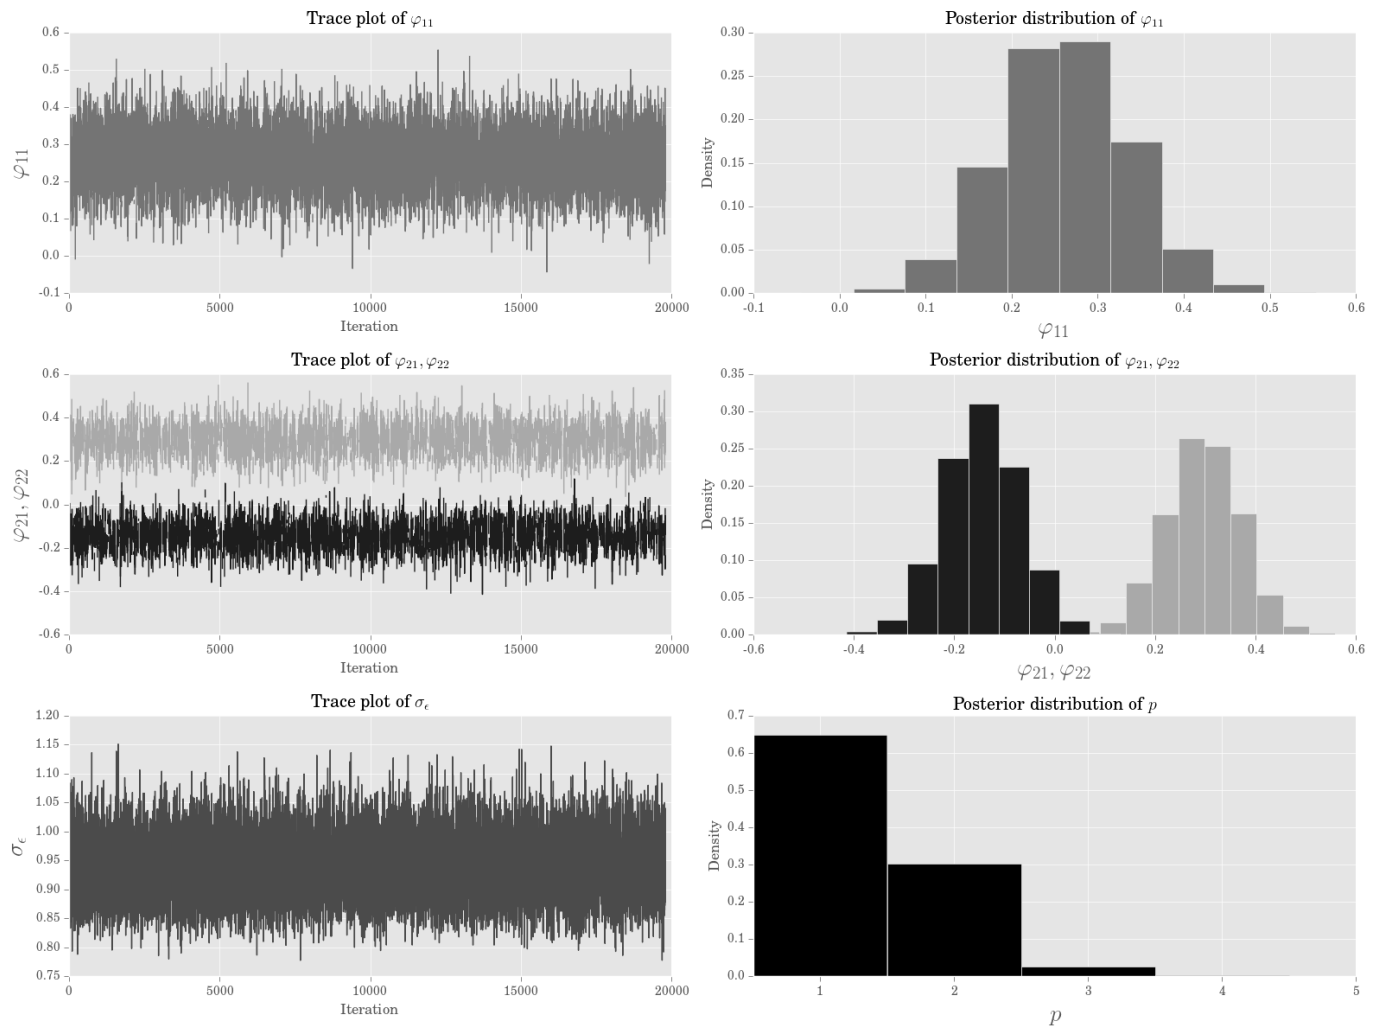 Trace plot of φ11
0.6
0.5
0.4
0.3
0.2
0.1
0.0
-0.1
φ11
0 5000 10000 15000 20000
Iteration
Posterior distribution of φ11
0.30
0.25
0.20
0.15
0.10
0.05
0.00
Density
-0.1 0.0 0.1 0.2 0.3 0.4 0.5 0.6
φ11
Trace plot of φ21, φ22
0.6
0.4
0.2
0.0
-0.2
-0.4
-0.6
φ21, φ22
0 5000 10000 15000 20000
Iteration
Posterior distribution of φ21, φ22
0.35
0.30
0.25
0.20
0.15
0.10
0.05
0.00
Density
-0.6 -0.4 -0.2 0.0 0.2 0.4 0.6
φ21, φ22
Trace plot of σϵ
1.20
1.15
1.10
1.05
1.00
0.95
0.90
0.85
0.80
0.75
σϵ
0 5000 10000 15000 20000
Iteration
Posterior distribution of p
0.7
0.6
0.5
0.4
0.3
0.2
0.1
0.0
Density
1 2 3 4 5
p